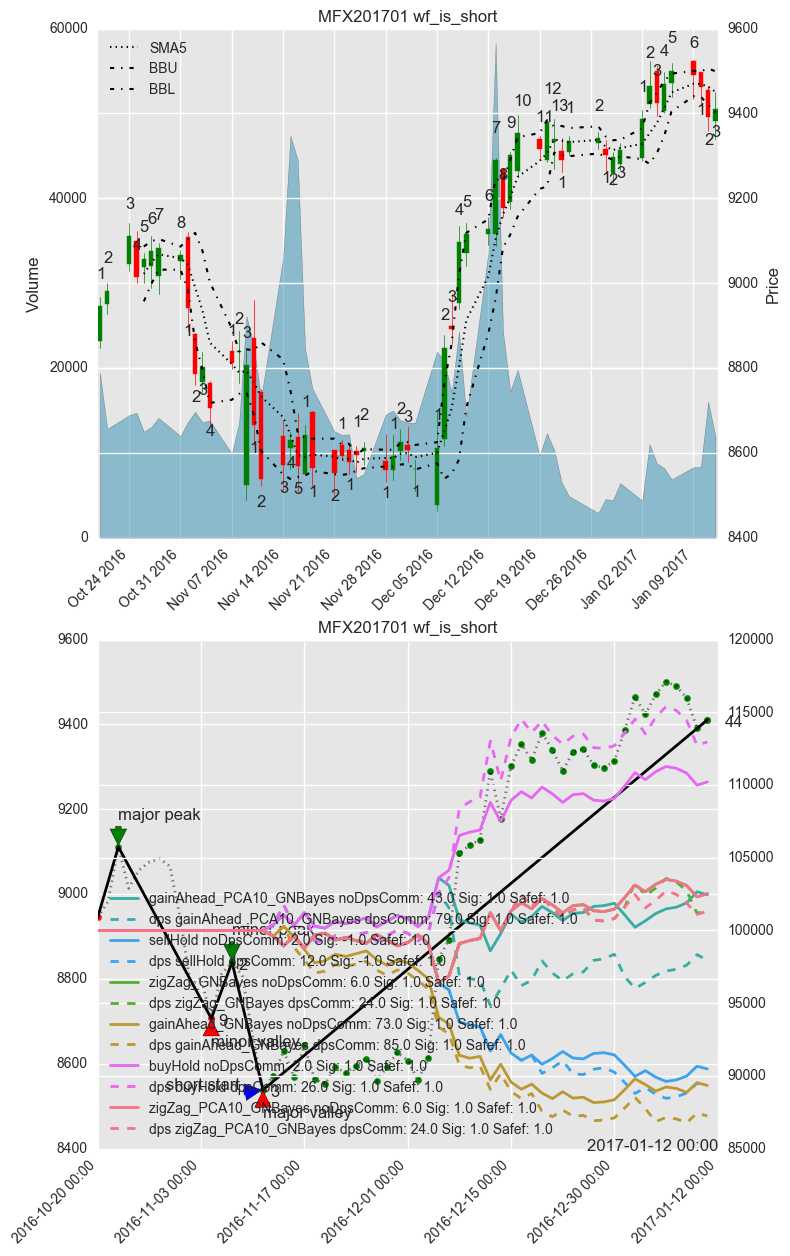 MFX201701 wf_is_short
SMA5
BBU
BBL
60000
40000
20000
0
Volume
9600
9400
9200
9000
8800
8600
8400
Price
Oct 24 2016
Oct 31 2016
Nov 07 2016
Nov 14 2016
Nov 21 2016
Nov 28 2016
Dec 05 2016
Dec 12 2016
Dec 19 2016
Dec 26 2016
Jan 02 2017
Jan 09 2017
MFX201701 wf_is_short
9600
9400
9200
9000
8800
8600
8400
120000
115000
110000
105000
100000
95000
90000
85000
major peak
44
gainAhead_PCA10_GNBayes noDpsComm: 43.0 Sig: 1.0 Safef: 1.0
dps gainAhead_PCA10_GNBayes dpsComm: 79.0 Sig: 1.0 Safef: 1.0
sellHold noDpsComm: 2.0 Sig: -1.0 Safef: 1.0
dps sellHold dpsComm: 12.0 Sig: -1.0 Safef: 1.0
zigZag_GNBayes noDpsComm: 6.0 Sig: 1.0 Safef: 1.0
dps zigZag_GNBayes dpsComm: 24.0 Sig: 1.0 Safef: 1.0
gainAhead_GNBayes noDpsComm: 73.0 Sig: 1.0 Safef: 1.0
dps gainAhead_GNBayes dpsComm: 85.0 Sig: 1.0 Safef: 1.0
buyHold noDpsComm: 2.0 Sig: 1.0 Safef: 1.0
dps buyHold dpsComm: 26.0 Sig: 1.0 Safef: 1.0
zigZag_PCA10_GNBayes noDpsComm: 6.0 Sig: 1.0 Safef: 1.0
dps zigZag_PCA10_GNBayes dpsComm: 24.0 Sig: 1.0 Safef: 1.0
minor valley
short start
major valley
2017-01-12 00:00
2016-10-20 00:00
2016-11-03 00:00
2016-11-17 00:00
2016-12-01 00:00
2016-12-15 00:00
2016-12-30 00:00
2017-01-12 00:00